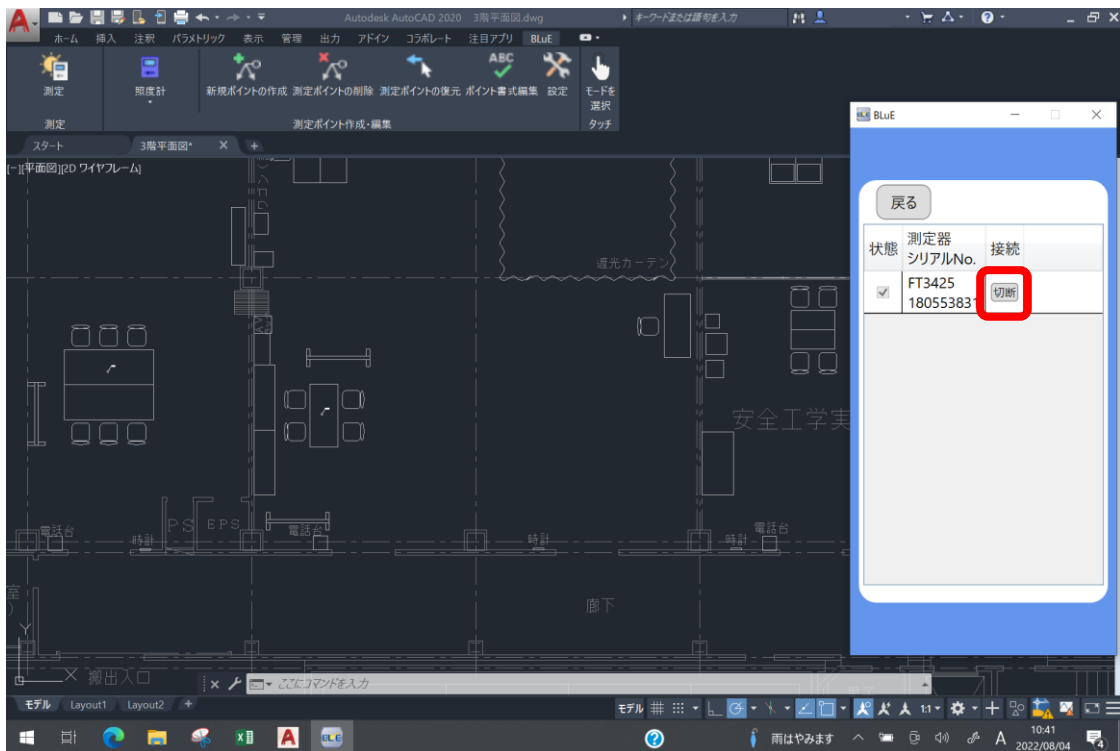 Autodesk AutoCAD 2020 3階平面図.dwg
キーワードまたは語句を入力
ホーム 挿入 注釈 パラメトリック 表示 管理 出力 アドイン コラボレート 注目アプリ BLuE
測定
照度計
新規ポイントの作成
測定ポイントの削除
測定ポイントの復元
ABC
ポイント書式編集
設定
モードを
選択
測定
測定ポイント作成・編集
タッチ
スタート
3階平面図*
[−][平面図][2D ワイヤフレーム]
BLuE
戻る
状態
測定器
シリアルNo.
接続
FT3425
180553831
切断
遮光カーテン
安全工学実
電話台
時計
PS
EPS
電話台
時計
電話台
時計
廊下
室
Y
X
搬出入口
ここにコマンドを入力
モデル Layout1 Layout2 +
モデル
1:1
雨はやみます
A
10:41
2022/08/04